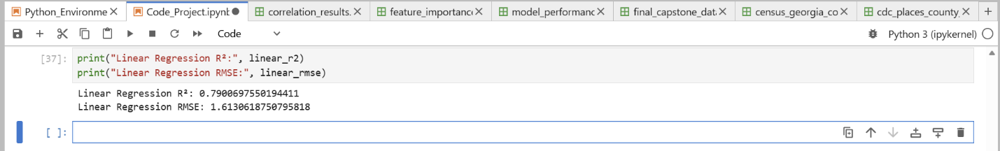 Python_Environme
Code_Project.ipynb
correlation_results.
feature_importanc
model_performanc
final_capstone_dat
census_georgia_co
cdc_places_county_
Code
Python 3 (ipykernel)
[37]:
print("Linear Regression R²:", linear_r2)
print("Linear Regression RMSE:", linear_rmse)
Linear Regression R²: 0.7900697550194411
Linear Regression RMSE: 1.6130618750795818
[ ]: